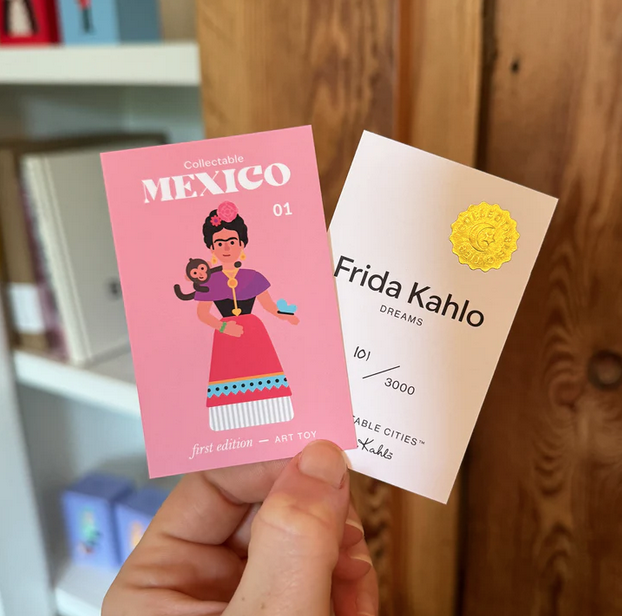 Collectable
MEXICO
01
first edition — ART TOY
Frida Kahlo
DREAMS
101/3000
TABLE CITIES™
Kahlo